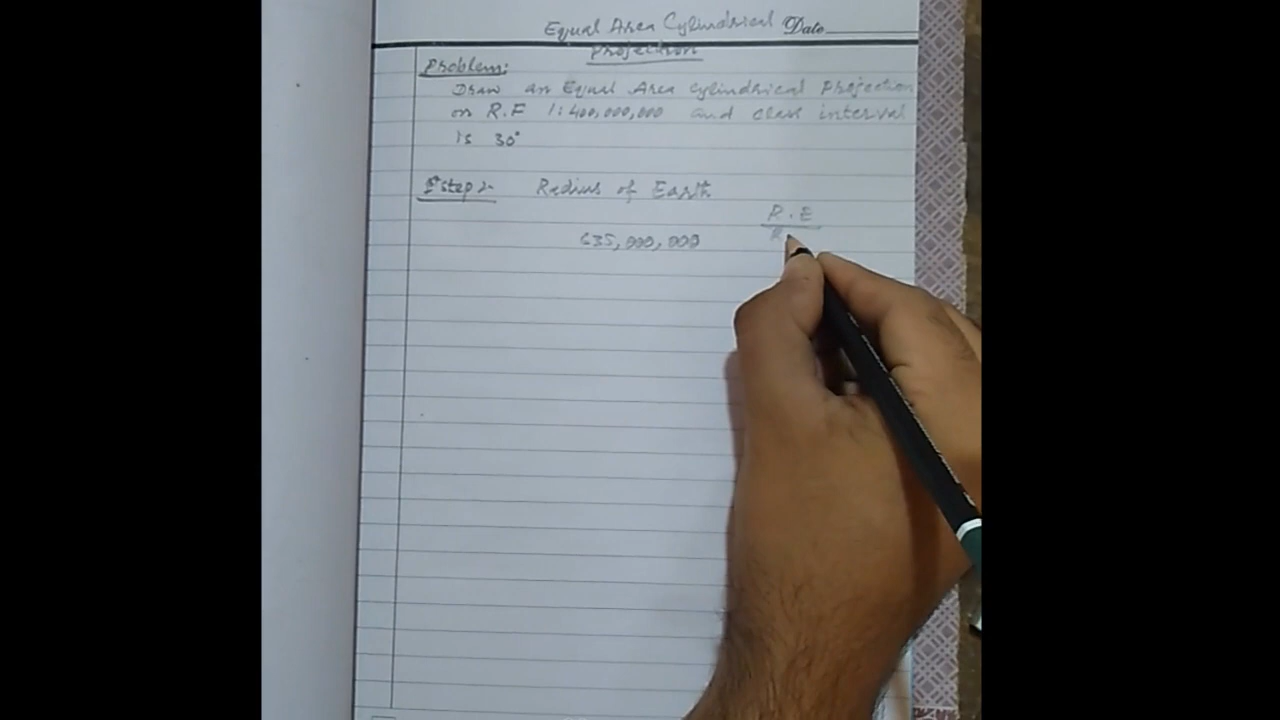 Equal Area Cylindrical Date
Projection
Problem:
Draw an Equal Area Cylindrical Projection
on R.F 1:400,000,000 and class interval
is 30°
1st step :- Radius of Earth
R.E
635,000,000 R.